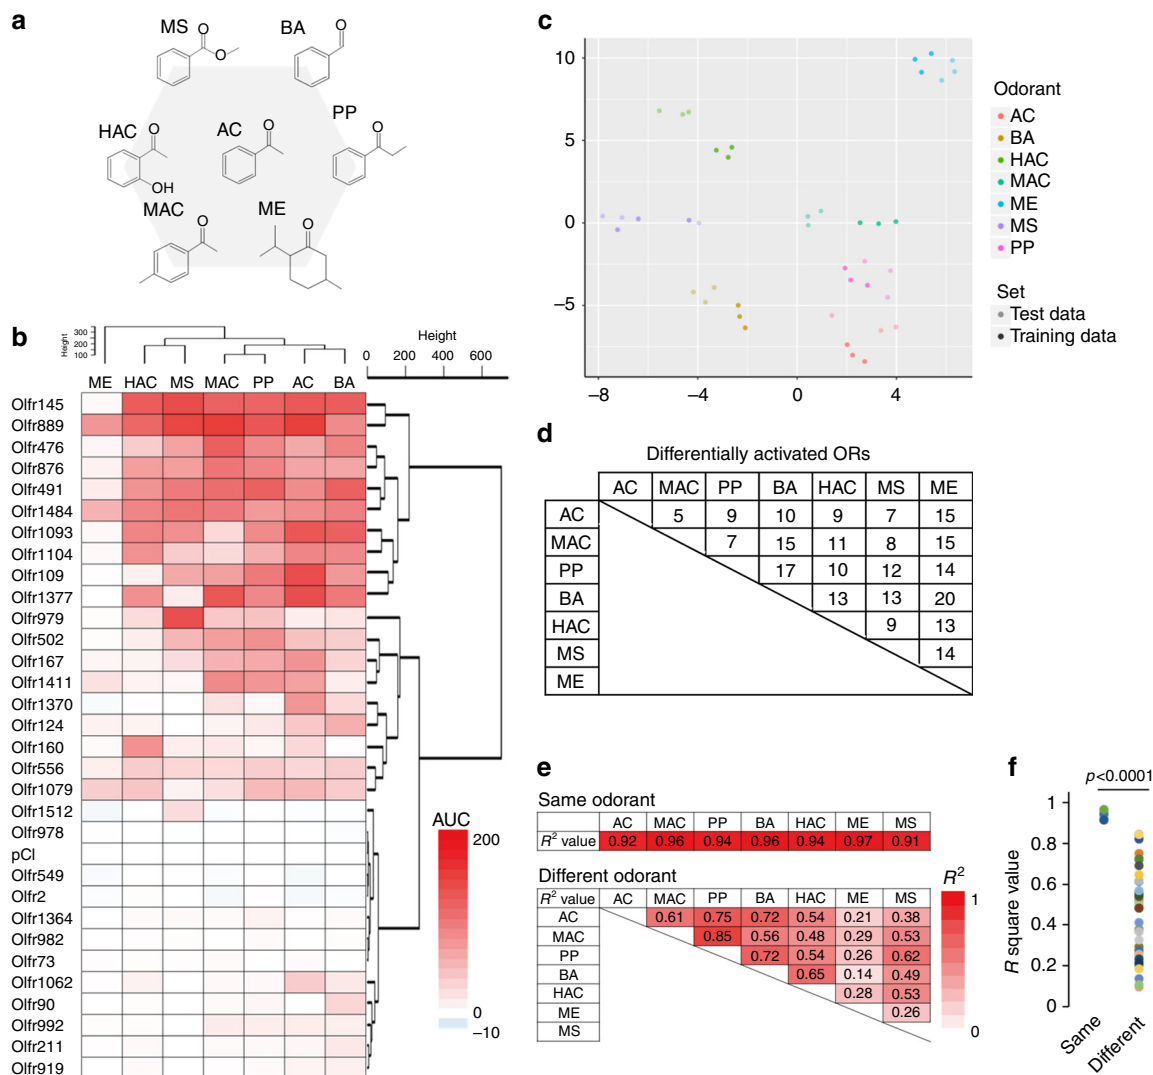 a
MS
O
O
BA
O
HAC
O
OH
AC
O
PP
O
MAC
O
ME
O
b
Height
300
200
100
Height
0 200 400 600
ME HAC MS MAC PP AC BA
Olfr145
Olfr889
Olfr476
Olfr876
Olfr491
Olfr1484
Olfr1093
Olfr1104
Olfr109
Olfr1377
Olfr979
Olfr502
Olfr167
Olfr1411
Olfr1370
Olfr124
Olfr160
Olfr556
Olfr1079
Olfr1512
Olfr978
pCI
Olfr549
Olfr2
Olfr1364
Olfr982
Olfr73
Olfr1062
Olfr90
Olfr992
Olfr211
Olfr919
AUC
200
0
−10
c
10
5
0
−5
−8 −4 0 4
Odorant
AC
BA
HAC
MAC
ME
MS
PP
Set
Test data
Training data
d
Differentially activated ORs
AC MAC PP BA HAC MS ME
AC 5 9 10 9 7 15
MAC 7 15 11 8 15
PP 17 10 12 14
BA 13 13 20
HAC 9 13
MS 14
ME
e
Same odorant
AC MAC PP BA HAC ME MS
R² value 0.92 0.96 0.94 0.96 0.94 0.97 0.91
Different odorant
R² value AC MAC PP BA HAC ME MS
AC 0.61 0.75 0.72 0.54 0.21 0.38
MAC 0.85 0.56 0.48 0.29 0.53
PP 0.72 0.54 0.26 0.62
BA 0.65 0.14 0.49
HAC 0.28 0.53
ME 0.26
MS
R²
1
0
f
p<0.0001
R square value
1
0.8
0.6
0.4
0.2
0
Same
Different